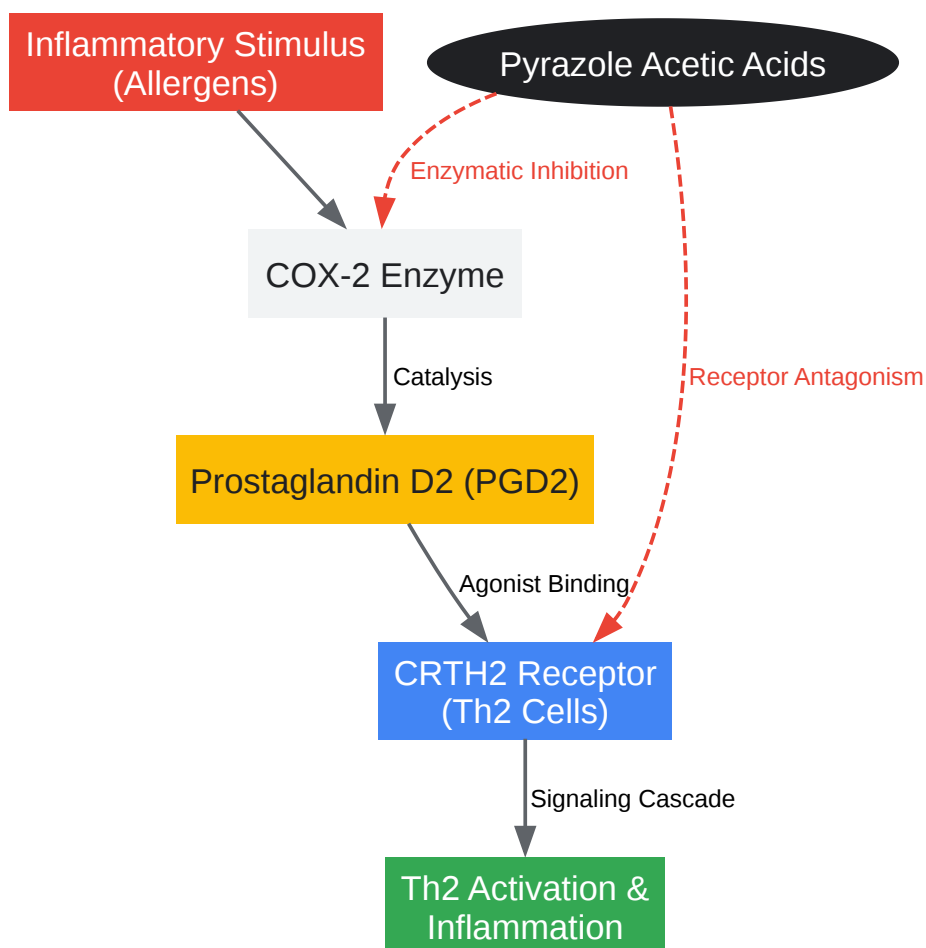 Inflammatory Stimulus
(Allergens)
Pyrazole Acetic Acids
Enzymatic Inhibition
COX-2 Enzyme
Catalysis
Receptor Antagonism
Prostaglandin D2 (PGD2)
Agonist Binding
CRTH2 Receptor
(Th2 Cells)
Signaling Cascade
Th2 Activation &
Inflammation